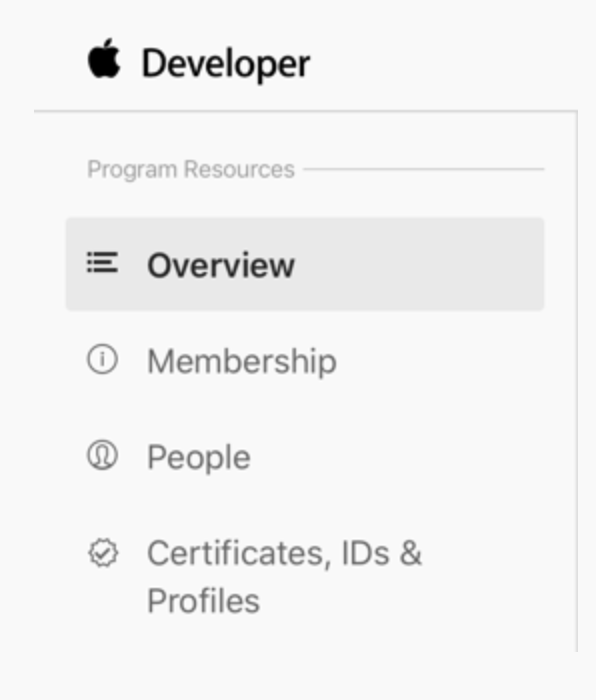 Developer
Program Resources
Overview
Membership
People
Certificates, IDs &
Profiles